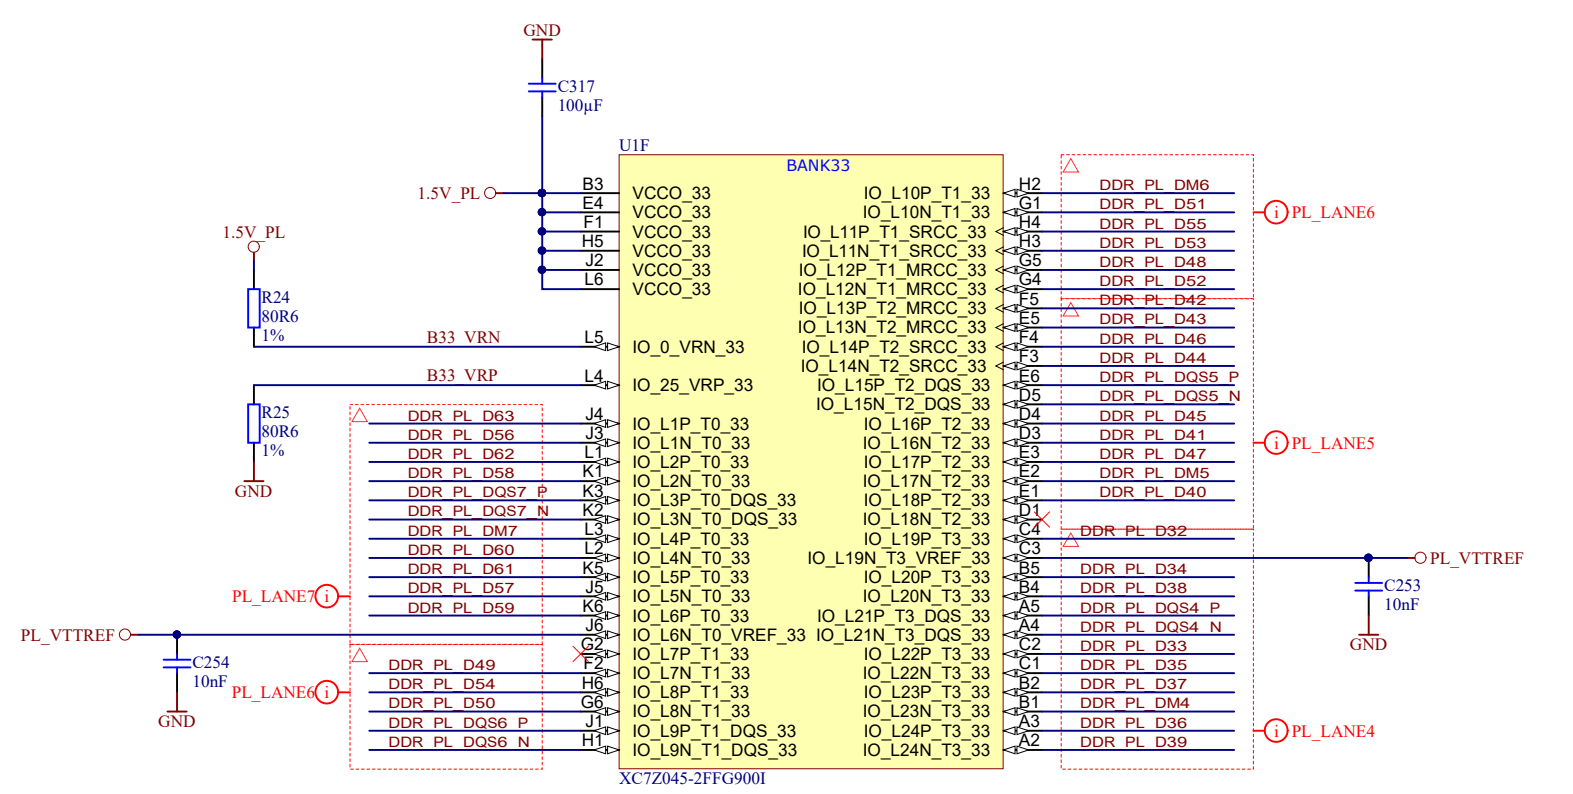 GND
C317
100µF
U1F
BANK33
1.5V_PL
B3 VCCO_33
E4 VCCO_33
F1 VCCO_33
H5 VCCO_33
J2 VCCO_33
L6 VCCO_33
1.5V_PL
R24
80R6
1%
B33_VRN L5 IO_0_VRN_33
B33_VRP L4 IO_25_VRP_33
R25
80R6
1%
GND
DDR_PL_D63 J4 IO_L1P_T0_33
DDR_PL_D56 J3 IO_L1N_T0_33
DDR_PL_D62 L1 IO_L2P_T0_33
DDR_PL_D58 K1 IO_L2N_T0_33
DDR_PL_DQS7_P K3 IO_L3P_T0_DQS_33
DDR_PL_DQS7_N K2 IO_L3N_T0_DQS_33
DDR_PL_DM7 L3 IO_L4P_T0_33
DDR_PL_D60 L2 IO_L4N_T0_33
DDR_PL_D61 K5 IO_L5P_T0_33
PL_LANE7 i DDR_PL_D57 J5 IO_L5N_T0_33
DDR_PL_D59 K6 IO_L6P_T0_33
PL_VTTREF J6 IO_L6N_T0_VREF_33
C254
10nF
GND
G2 IO_L7P_T1_33
DDR_PL_D49 F2 IO_L7N_T1_33
PL_LANE6 i DDR_PL_D54 H6 IO_L8P_T1_33
DDR_PL_D50 G6 IO_L8N_T1_33
DDR_PL_DQS6_P J1 IO_L9P_T1_DQS_33
DDR_PL_DQS6_N H1 IO_L9N_T1_DQS_33
IO_L10P_T1_33 H2 DDR_PL_DM6
IO_L10N_T1_33 G1 DDR_PL_D51 i PL_LANE6
IO_L11P_T1_SRCC_33 H4 DDR_PL_D55
IO_L11N_T1_SRCC_33 H3 DDR_PL_D53
IO_L12P_T1_MRCC_33 G5 DDR_PL_D48
IO_L12N_T1_MRCC_33 G4 DDR_PL_D52
IO_L13P_T2_MRCC_33 F5 DDR_PL_D42
IO_L13N_T2_MRCC_33 E5 DDR_PL_D43
IO_L14P_T2_SRCC_33 F4 DDR_PL_D46
IO_L14N_T2_SRCC_33 F3 DDR_PL_D44
IO_L15P_T2_DQS_33 E6 DDR_PL_DQS5_P
IO_L15N_T2_DQS_33 D5 DDR_PL_DQS5_N
IO_L16P_T2_33 D4 DDR_PL_D45
IO_L16N_T2_33 D3 DDR_PL_D41 i PL_LANE5
IO_L17P_T2_33 E3 DDR_PL_D47
IO_L17N_T2_33 E2 DDR_PL_DM5
IO_L18P_T2_33 E1 DDR_PL_D40
IO_L18N_T2_33 D1
IO_L19P_T3_33 C4 DDR_PL_D32
IO_L19N_T3_VREF_33 C3 PL_VTTREF
C253
10nF
GND
IO_L20P_T3_33 B5 DDR_PL_D34
IO_L20N_T3_33 B4 DDR_PL_D38
IO_L21P_T3_DQS_33 A5 DDR_PL_DQS4_P
IO_L21N_T3_DQS_33 A4 DDR_PL_DQS4_N
IO_L22P_T3_33 C2 DDR_PL_D33
IO_L22N_T3_33 C1 DDR_PL_D35
IO_L23P_T3_33 B2 DDR_PL_D37
IO_L23N_T3_33 B1 DDR_PL_DM4
IO_L24P_T3_33 A3 DDR_PL_D36 i PL_LANE4
IO_L24N_T3_33 A2 DDR_PL_D39
XC7Z045-2FFG900I